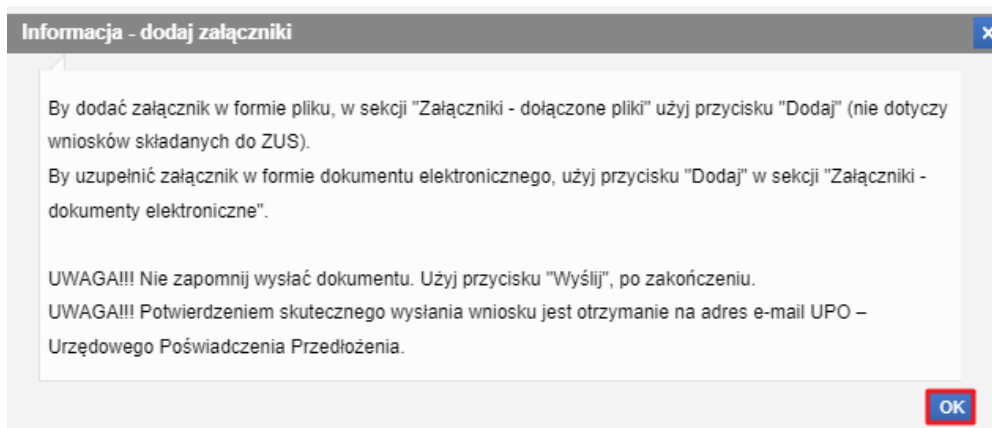 Informacja - dodaj załączniki
By dodać załącznik w formie pliku, w sekcji "Załączniki - dołączone pliki" użyj przycisku "Dodaj" (nie dotyczy
wniosków składanych do ZUS).
By uzupełnić załącznik w formie dokumentu elektronicznego, użyj przycisku "Dodaj" w sekcji "Załączniki -
dokumenty elektroniczne".
UWAGA!!! Nie zapomnij wysłać dokumentu. Użyj przycisku "Wyślij", po zakończeniu.
UWAGA!!! Potwierdzeniem skutecznego wysłania wniosku jest otrzymanie na adres e-mail UPO –
Urzędowego Poświadczenia Przedłożenia.
OK